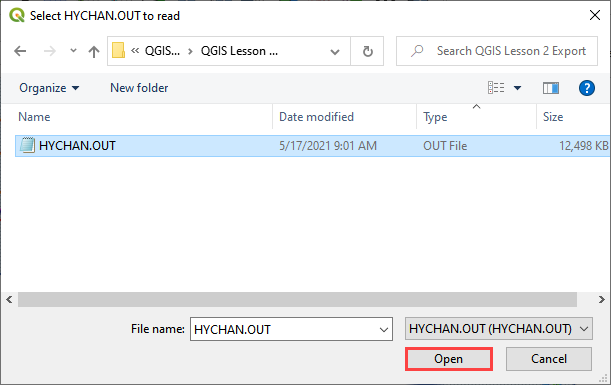 Select HYCHAN.OUT to read
« QGIS... > QGIS Lesson ...
Search QGIS Lesson 2 Export
Organize
New folder
Name
Date modified
Type
Size
HYCHAN.OUT
5/17/2021 9:01 AM
OUT File
12,498 KB
File name:
HYCHAN.OUT
HYCHAN.OUT (HYCHAN.OUT)
Open
Cancel